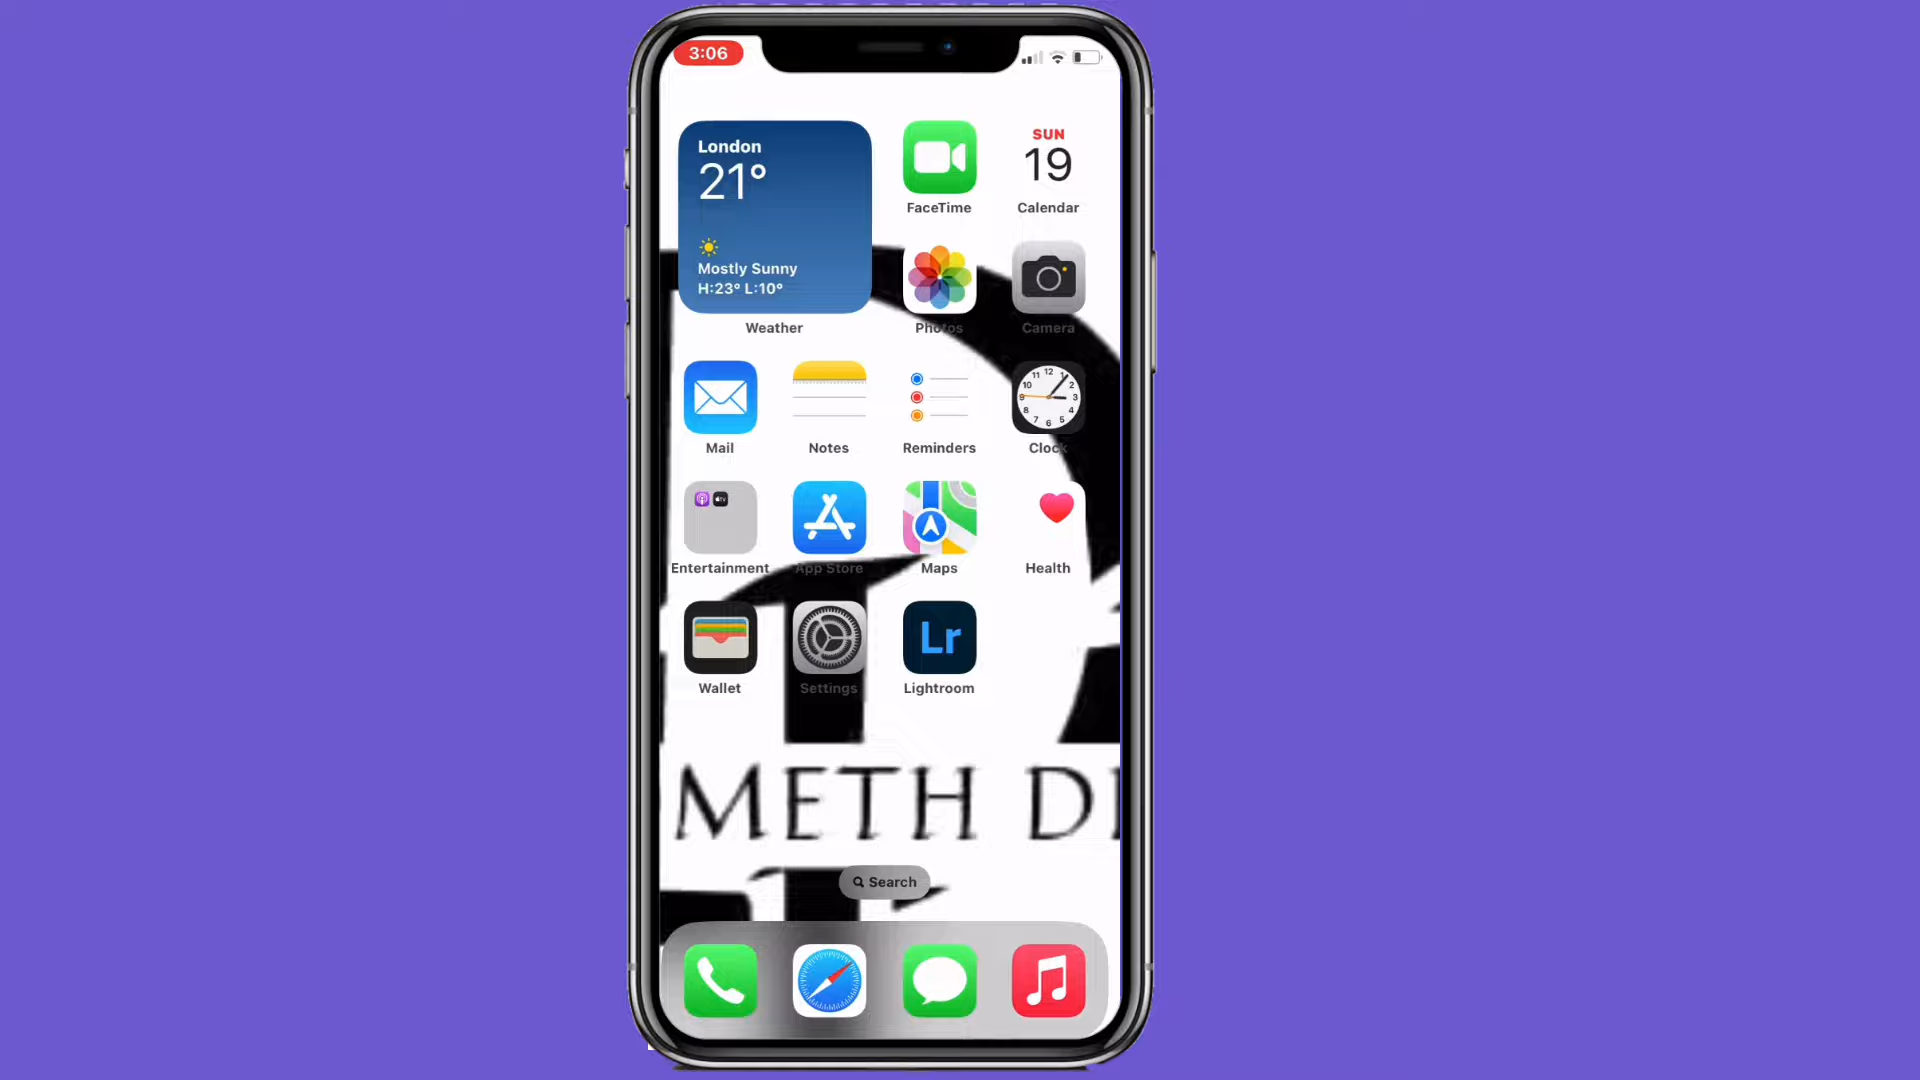 3:06
London
21°
Mostly Sunny
H:23° L:10°
Weather
FaceTime
SUN
19
Calendar
Photos
Camera
Mail
Notes
Reminders
Clock
Entertainment
App Store
Maps
Health
Wallet
Settings
Lr
Lightroom
METH
Search